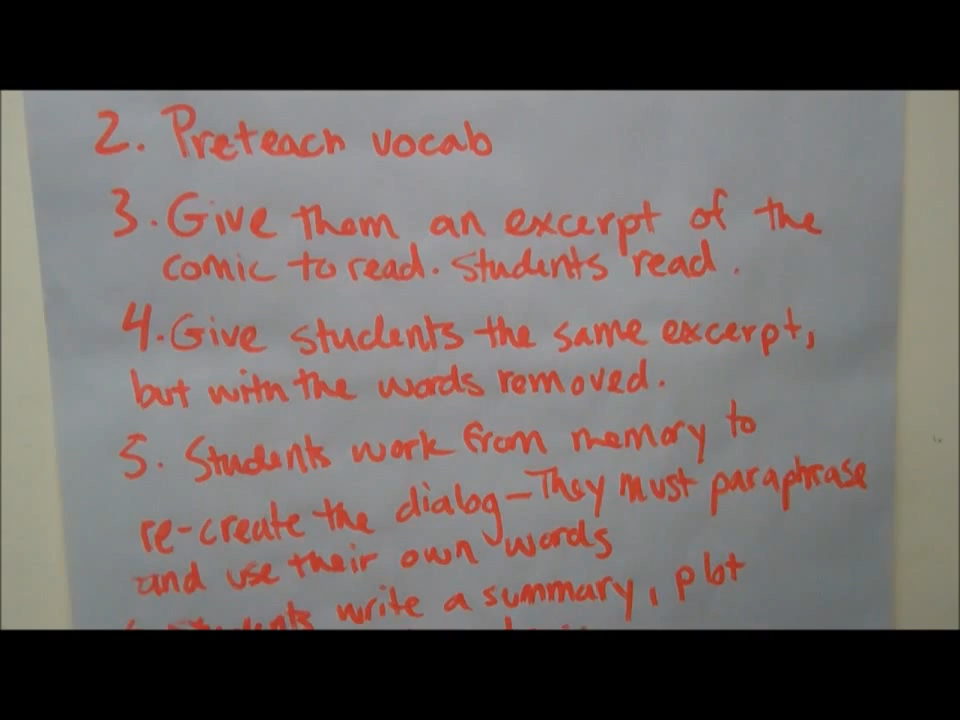 2. Preteach vocab
3. Give them an excerpt of the
comic to read. Students read.
4. Give students the same excerpt,
but with the words removed.
5. Students work from memory to
re-create the dialog - They must paraphrase
and use their own words
students write a summary, plot